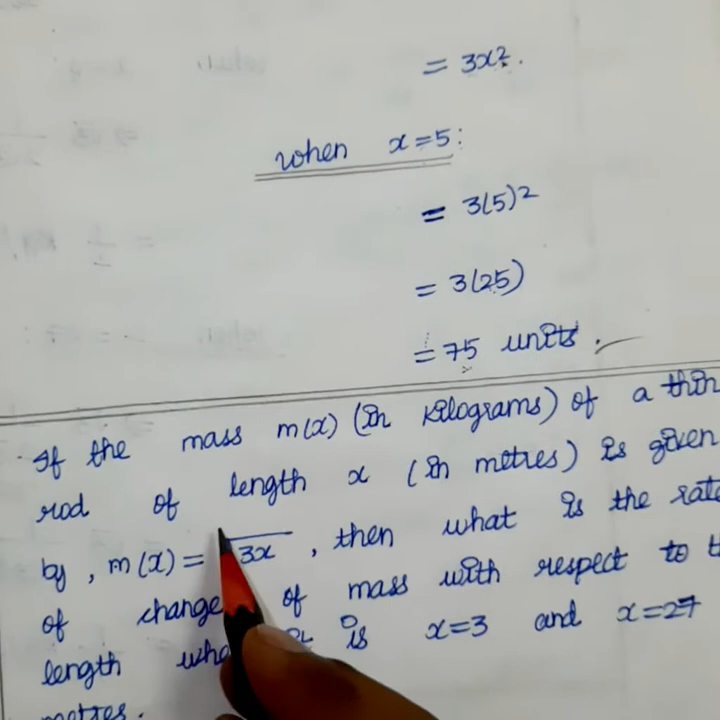 = 3x².
when x=5:
= 3(5)²
= 3(25)
= 75 units.
If the mass m(x) (in kilograms) of a thin
rod of length x (in metres) is given
by, m(x) = √3x, then what is the rate
of change of mass with respect to
length is x=3 and x=27
metres.